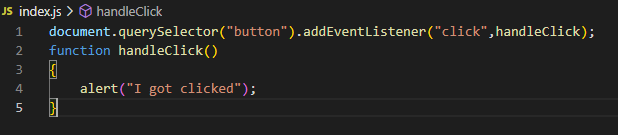 JS index.js > handleClick
1 document.querySelector("button").addEventListener("click",handleClick);
2 function handleClick()
3 {
4     alert("I got clicked");
5 }